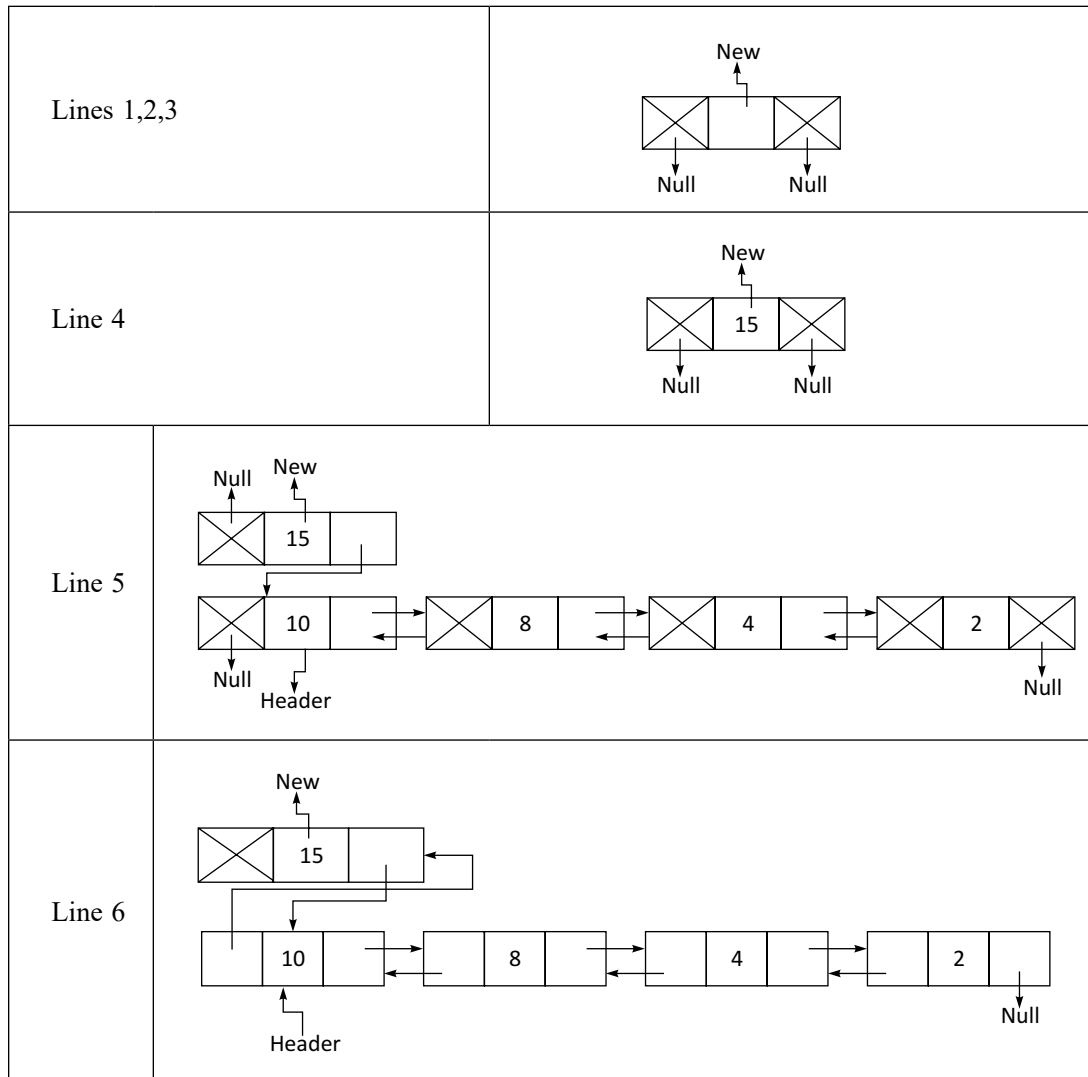 Lines 1,2,3
New
Null Null
Line 4
New
15
Null Null
Line 5
Null New
15
10 8 4 2
Null Header Null
Line 6
New
15
10 8 4 2
Header Null